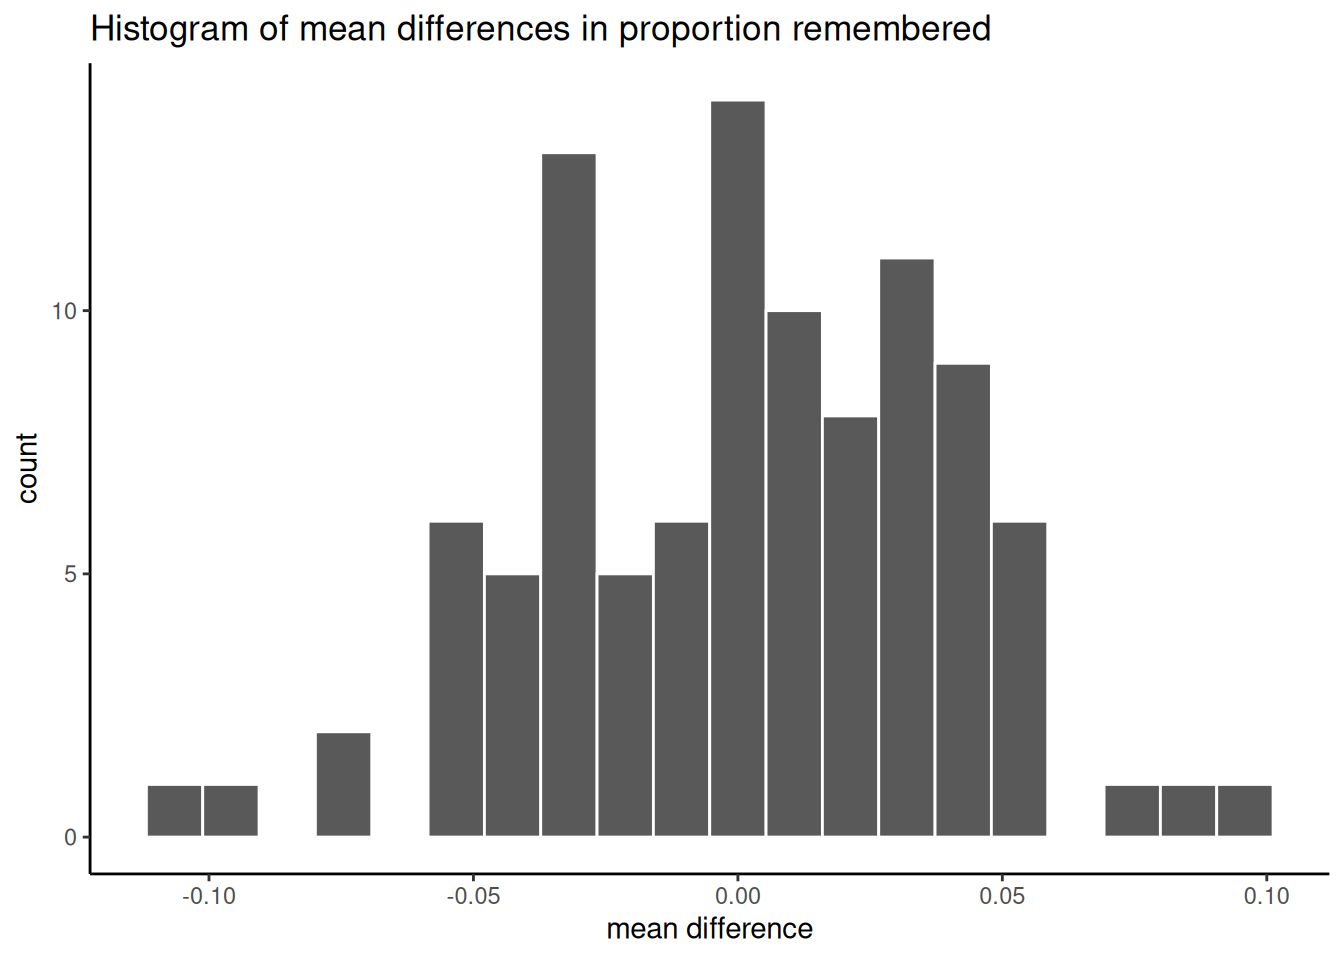 Histogram of mean differences in proportion remembered
count
10
5
0
-0.10 -0.05 0.00 0.05 0.10
mean difference